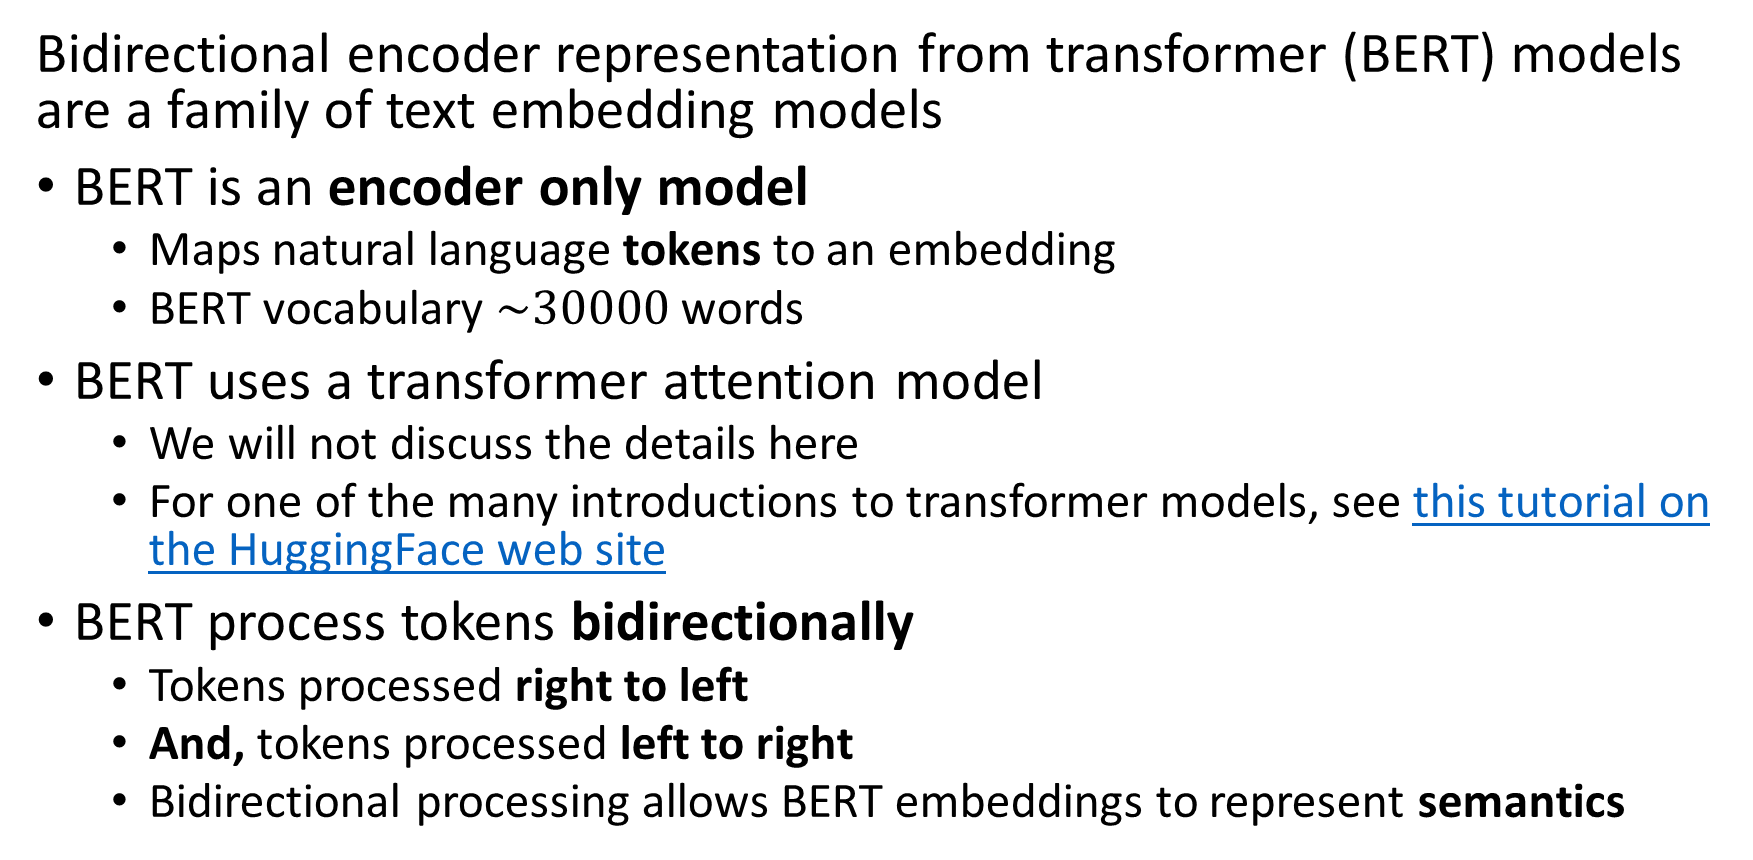 Bidirectional encoder representation from transformer (BERT) models
are a family of text embedding models
• BERT is an encoder only model
• Maps natural language tokens to an embedding
• BERT vocabulary ~30000 words
• BERT uses a transformer attention model
• We will not discuss the details here
• For one of the many introductions to transformer models, see this tutorial on
the HuggingFace web site
• BERT process tokens bidirectionally
• Tokens processed right to left
• And, tokens processed left to right
• Bidirectional processing allows BERT embeddings to represent semantics